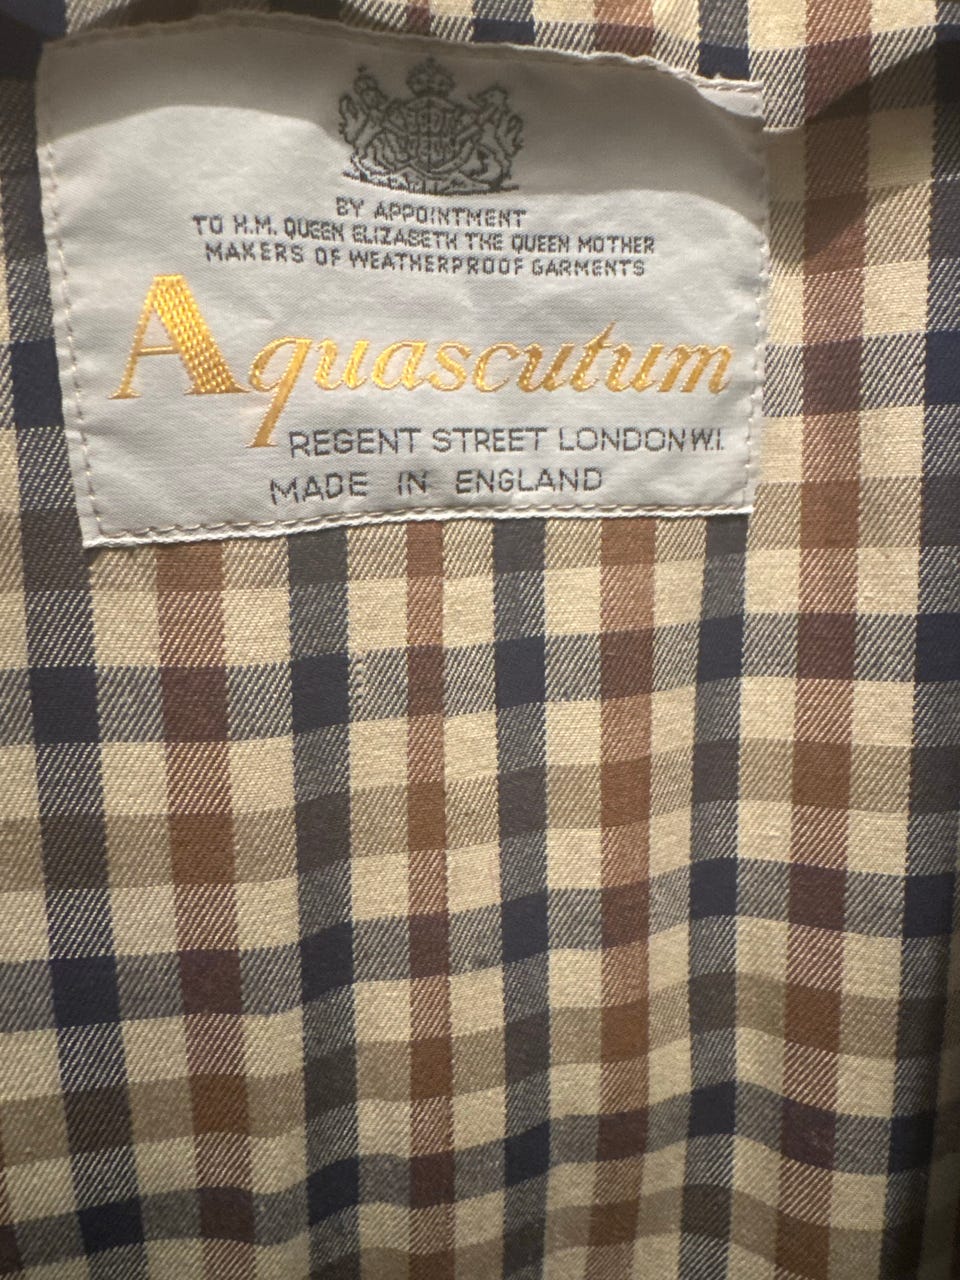 BY APPOINTMENT
TO H.M. QUEEN ELIZABETH THE QUEEN MOTHER
MAKERS OF WEATHERPROOF GARMENTS
Aquascutum
REGENT STREET LONDON W.1.
MADE IN ENGLAND